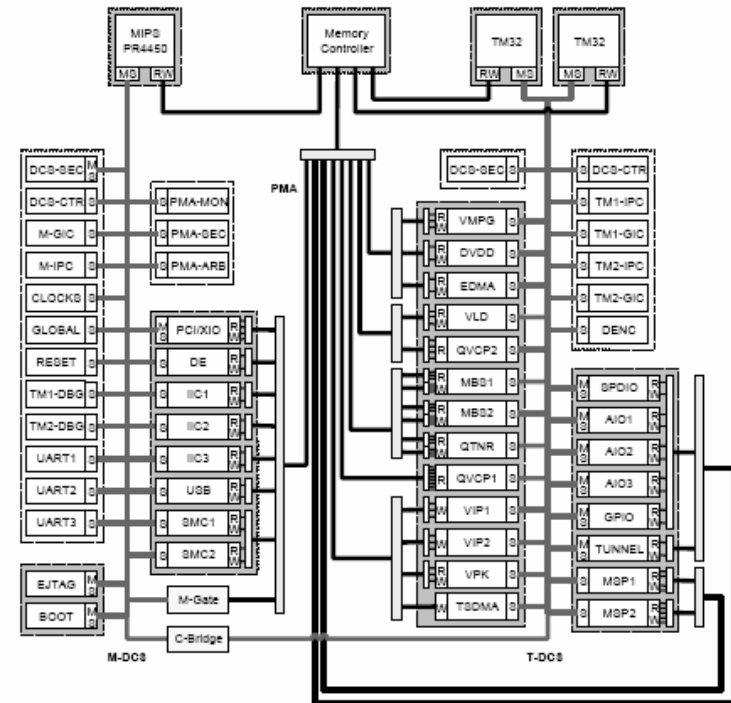 MIPS
PR4450
MS
RW
Memory
Controller
TM32
RW
MS
TM32
MS
RW
PMA
DCS-SEC
M
S
DCS-CTR
S
M-GIC
S
M-IPC
S
CLOCKS
S
GLOBAL
S
RESET
S
TM1-DBG
S
TM2-DBG
S
UART1
S
UART2
S
UART3
S
EJTAG
M
S
BOOT
M
S
S
PMA-MON
S
PMA-SEC
S
PMA-ARB
M
S
PCI/XIO
R
W
S
DE
R
W
S
IIC1
R
W
S
IIC2
R
W
S
IIC3
R
W
S
USB
R
W
S
SMC1
R
W
S
SMC2
R
W
M-Gate
C-Bridge
M-DCS
DCS-SEC
S
R
W
VMPG
S
R
W
DVDD
S
R
W
EDMA
S
R
VLD
S
R
QVCP2
S
R
W
MBS1
S
R
W
MBS2
S
R
W
QTNR
S
R
QVCP1
S
W
VIP1
S
W
VIP2
S
R
W
VPK
S
W
TSDMA
S
T-DCS
S
DCS-CTR
S
TM1-IPC
S
TM1-GIC
S
TM2-IPC
S
TM2-GIC
S
DENC
M
S
SPDIO
R
W
M
S
AIO1
R
W
M
S
AIO2
R
W
M
S
AIO3
R
W
M
S
GPIO
R
W
M
S
TUNNEL
R
W
M
S
MSP1
R
W
M
S
MSP2
R
W